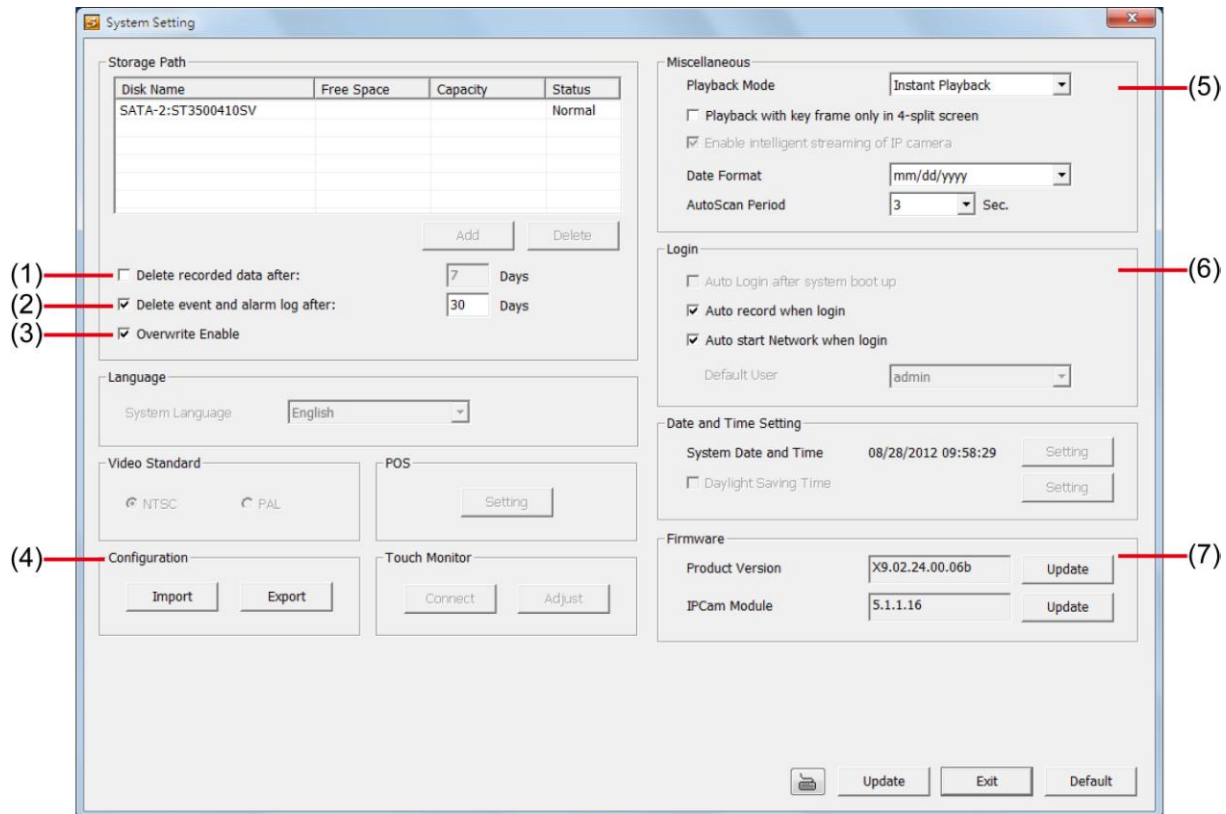 System Setting
Storage Path
Disk Name Free Space Capacity Status
SATA-2:ST3500410SV Normal
Add Delete
(1) Delete recorded data after: 7 Days
(2) Delete event and alarm log after: 30 Days
(3) Overwrite Enable
Language
System Language English
Video Standard
NTSC PAL
POS
Setting
(4) Configuration
Import Export
Touch Monitor
Connect Adjust
Miscellaneous
Playback Mode Instant Playback (5)
Playback with key frame only in 4-split screen
Enable intelligent streaming of IP camera
Date Format mm/dd/yyyy
AutoScan Period 3 Sec.
Login
(6)
Auto Login after system boot up
Auto record when login
Auto start Network when login
Default User admin
Date and Time Setting
System Date and Time 08/28/2012 09:58:29 Setting
Daylight Saving Time Setting
Firmware
(7)
Product Version X9.02.24.00.06b Update
IPCam Module 5.1.1.16 Update
Update Exit Default